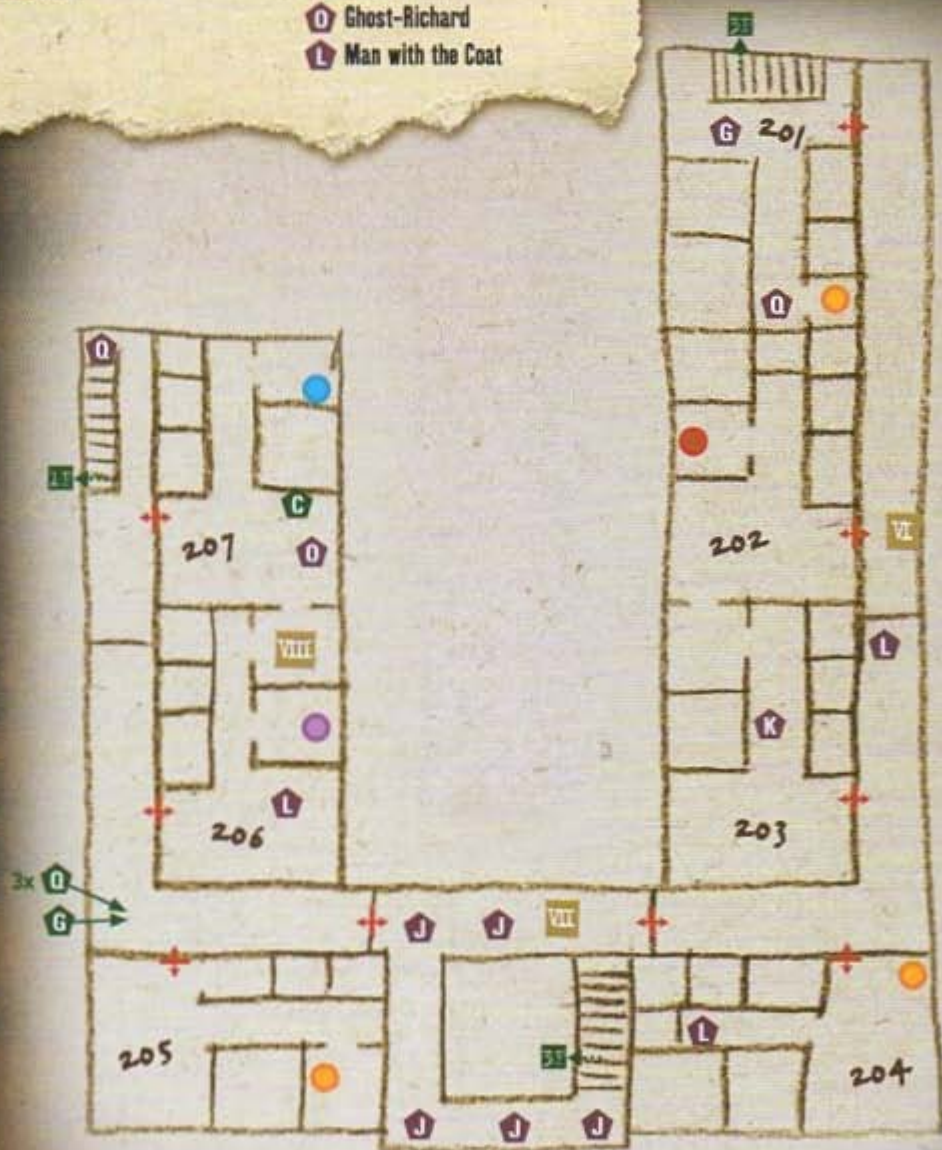 O Ghost-Richard
L Man with the Coat
G 201
Q
Q
C
207
O
202
VI
VIII
L
K
L
206
203
3x Q
G
J
J
VII
205
L
204
J
J
J